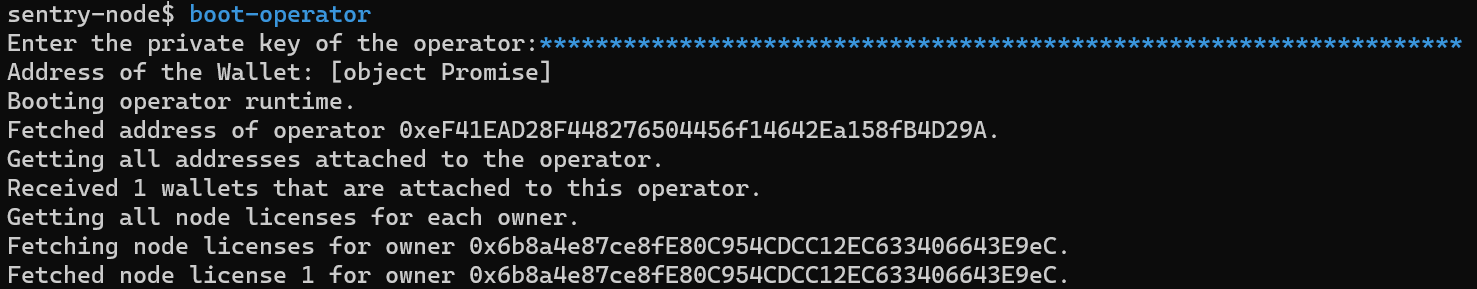 sentry-node$ boot-operator
Enter the private key of the operator:******************************************************************
Address of the Wallet: [object Promise]
Booting operator runtime.
Fetched address of operator 0xeF41EAD28F448276504456f14642Ea158fB4D29A.
Getting all addresses attached to the operator.
Received 1 wallets that are attached to this operator.
Getting all node licenses for each owner.
Fetching node licenses for owner 0x6b8a4e87ce8fE80C954CDCC12EC633406643E9eC.
Fetched node license 1 for owner 0x6b8a4e87ce8fE80C954CDCC12EC633406643E9eC.